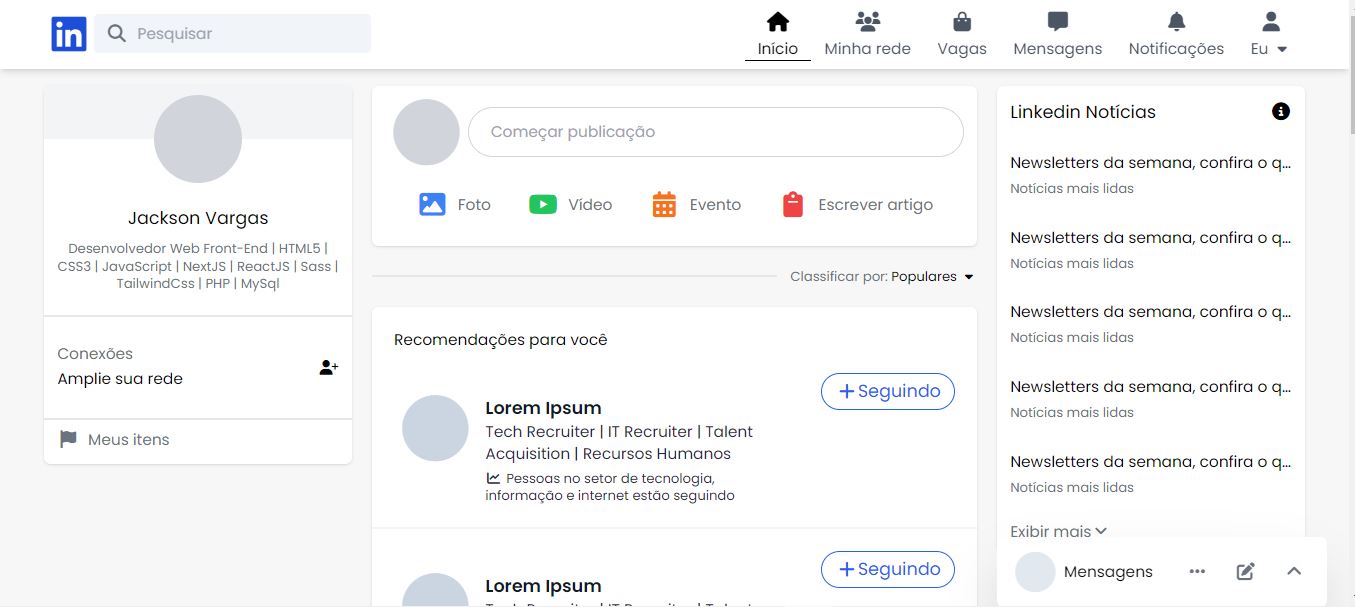 in
Pesquisar
Início
Minha rede
Vagas
Mensagens
Notificações
Eu
Jackson Vargas
Desenvolvedor Web Front-End | HTML5 |
CSS3 | JavaScript | NextJS | ReactJS | Sass |
TailwindCss | PHP | MySql
Conexões
Amplie sua rede
Meus itens
Começar publicação
Foto
Vídeo
Evento
Escrever artigo
Classificar por: Populares
Recomendações para você
Lorem Ipsum
Tech Recruiter | IT Recruiter | Talent
Acquisition | Recursos Humanos
Pessoas no setor de tecnologia,
informação e internet estão seguindo
+ Seguindo
Lorem Ipsum
Tech Recruiter | IT Recruiter | Talent
+ Seguindo
Linkedin Notícias
Newsletters da semana, confira o q...
Notícias mais lidas
Newsletters da semana, confira o q...
Notícias mais lidas
Newsletters da semana, confira o q...
Notícias mais lidas
Newsletters da semana, confira o q...
Notícias mais lidas
Newsletters da semana, confira o q...
Notícias mais lidas
Exibir mais
Mensagens